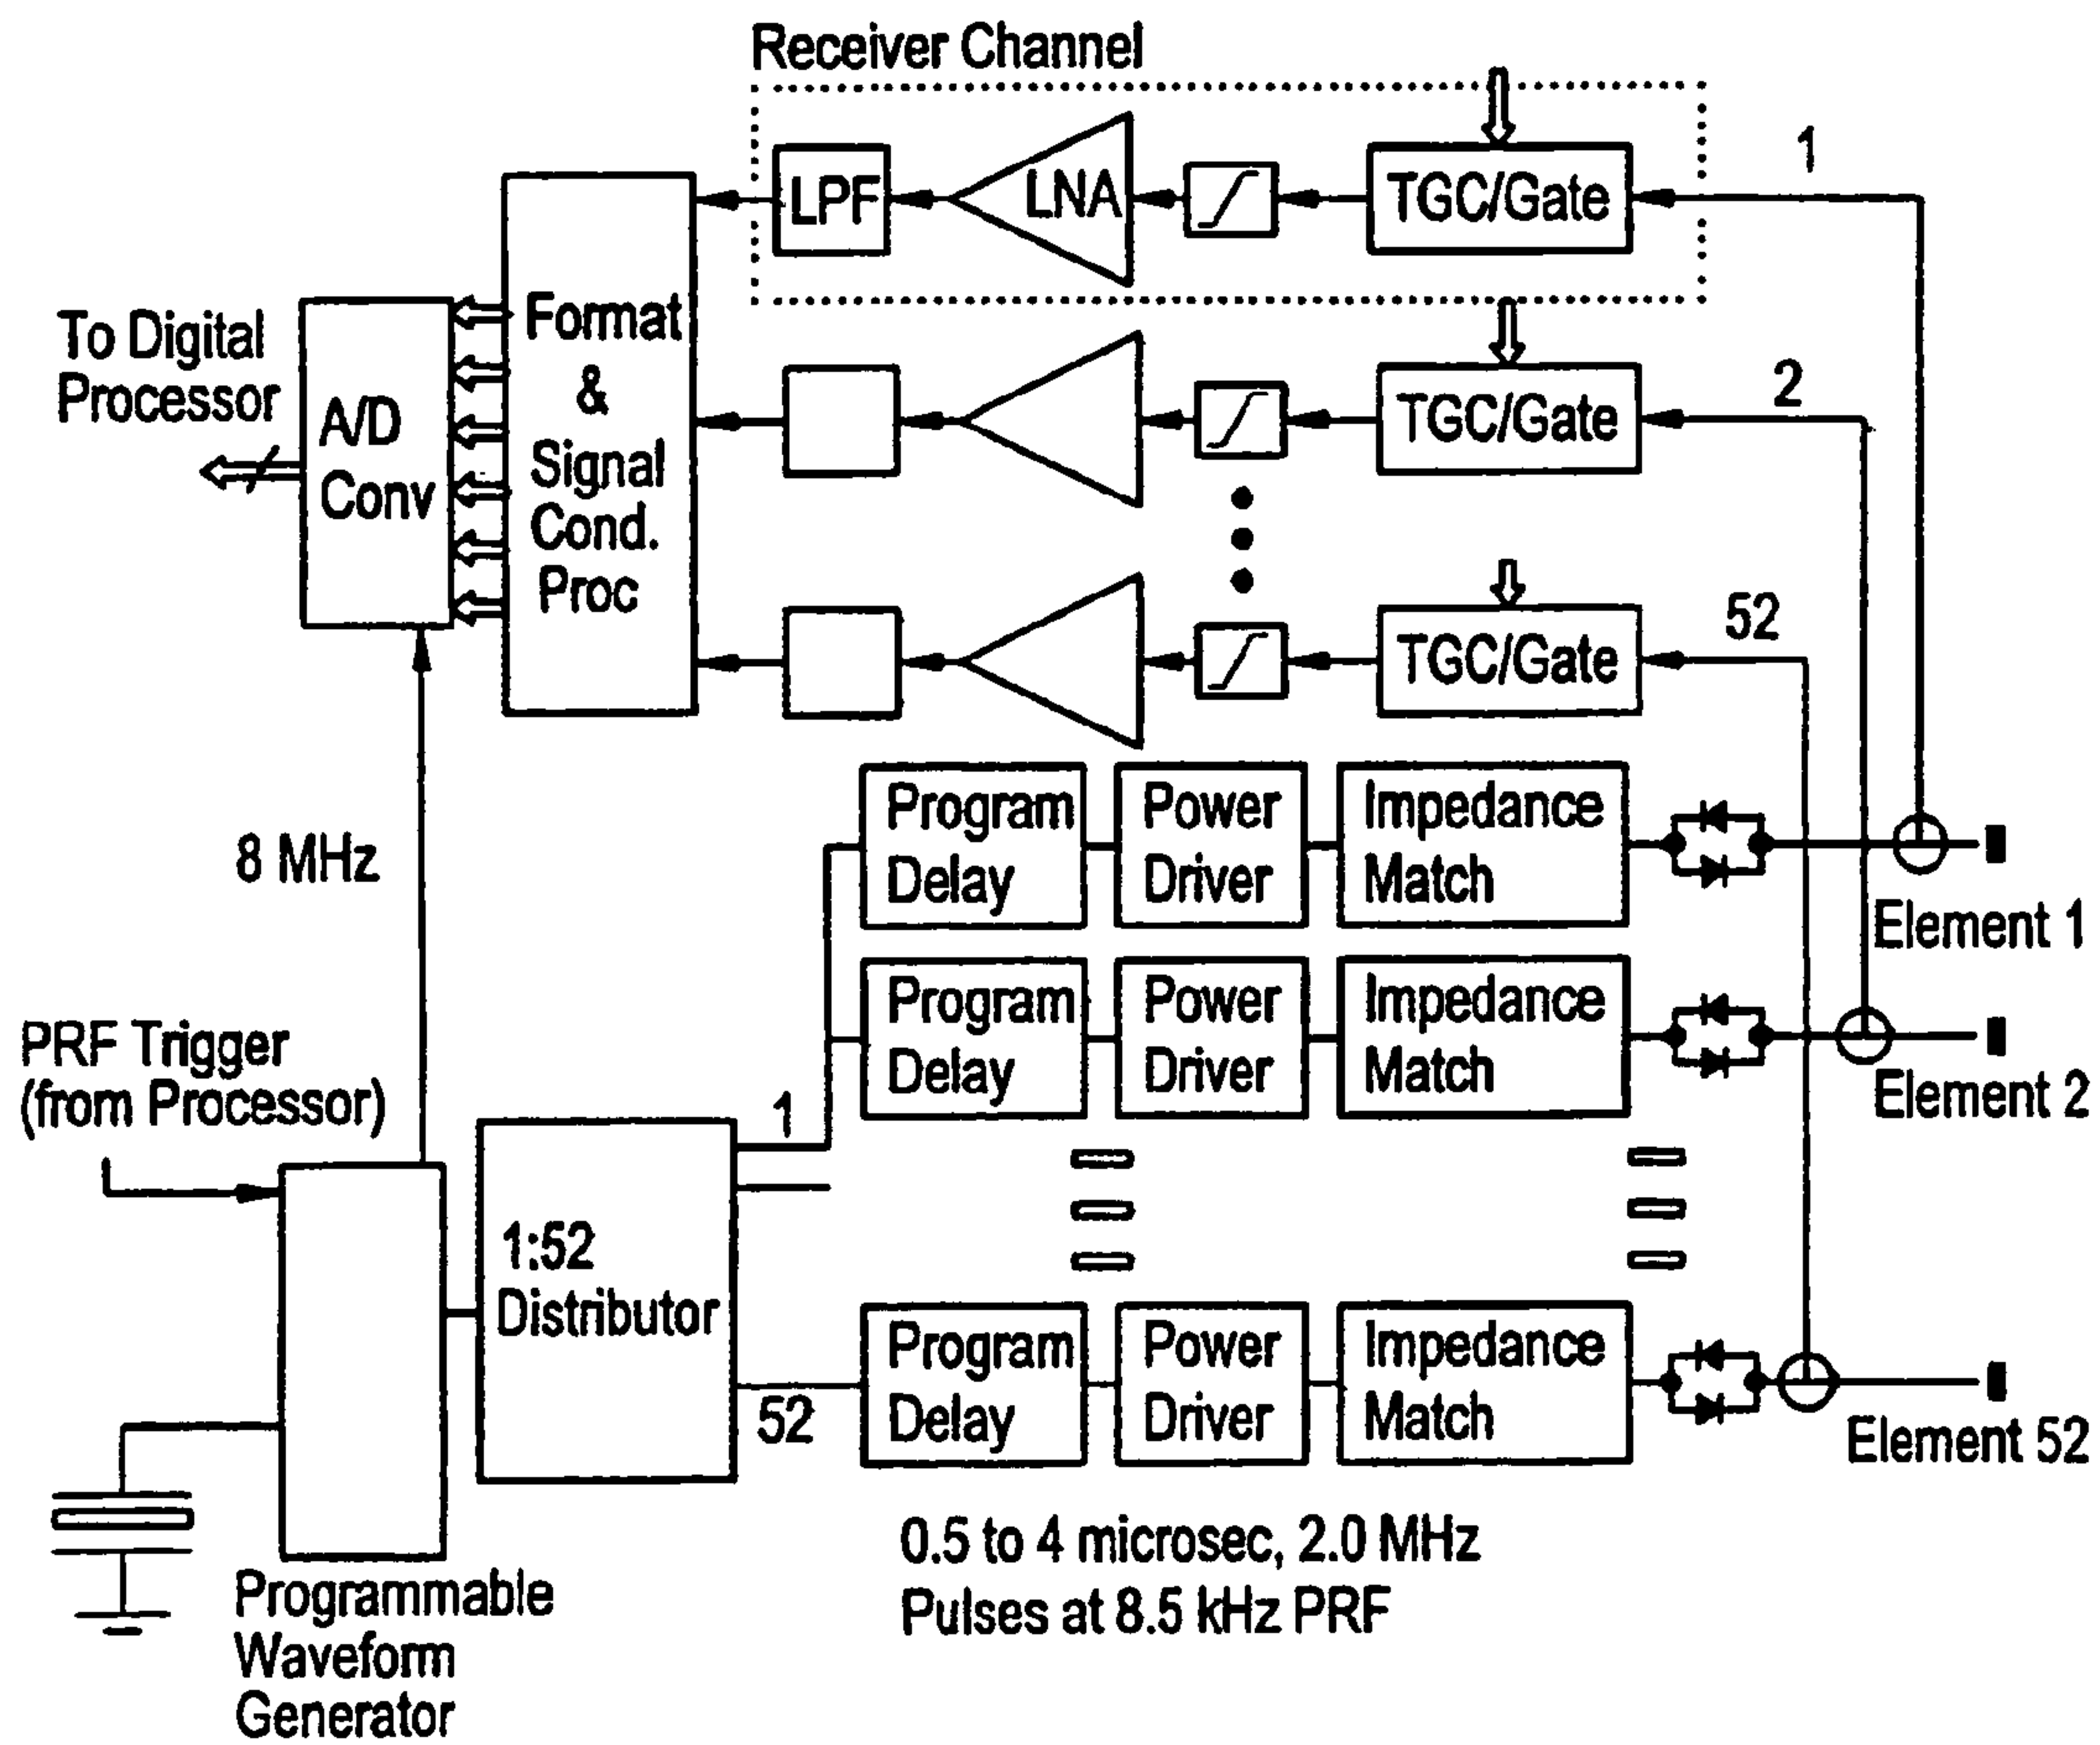 Receiver Channel
LPF
LNA
TGC/Gate
1
To Digital
Processor
A/D
Conv
Format
&
Signal
Cond.
Proc
TGC/Gate
2
TGC/Gate
52
8 MHz
Program
Delay
Power
Driver
Impedance
Match
Element 1
Program
Delay
Power
Driver
Impedance
Match
Element 2
PRF Trigger
(from Processor)
1
1:52
Distributor
52
Program
Delay
Power
Driver
Impedance
Match
Element 52
0.5 to 4 microsec, 2.0 MHz
Pulses at 8.5 kHz PRF
Programmable
Waveform
Generator